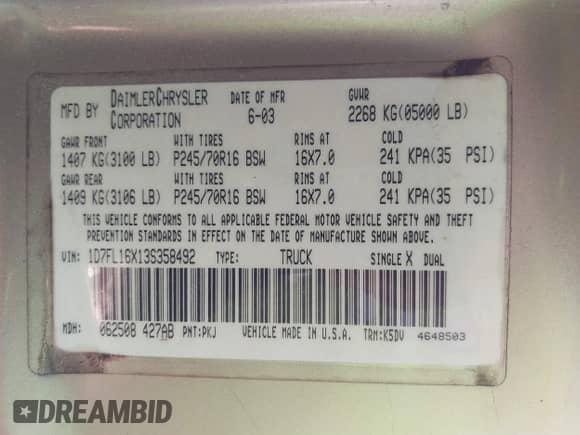 MFD BY DAIMLERCHRYSLER CORPORATION DATE OF MFR 6-03 GVWR 2268 KG(05000 LB)
GAWR FRONT WITH TIRES RIMS AT COLD
1407 KG(3100 LB) P245/70R16 BSW 16X7.0 241 KPA(35 PSI)
GAWR REAR WITH TIRES RIMS AT COLD
1409 KG(3106 LB) P245/70R16 BSW 16X7.0 241 KPA(35 PSI)
THIS VEHICLE CONFORMS TO ALL APPLICABLE FEDERAL MOTOR VEHICLE SAFETY AND THEFT
PREVENTION STANDARDS IN EFFECT ON THE DATE OF MANUFACTURE SHOWN ABOVE.
VIN: 1D7FL16X13S358492 TYPE: TRUCK SINGLE X DUAL
MDH: 062508 427AB PNT:PKJ VEHICLE MADE IN U.S.A. TRM:K5DV 4648503
DREAMBID